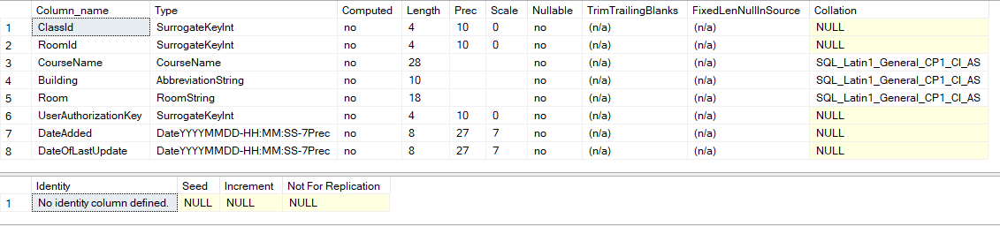 Column_name Type Computed Length Prec Scale Nullable TrimTrailingBlanks FixedLenNullInSource Collation
1 ClassId SurrogateKeyInt no 4 10 0 no (n/a) (n/a) NULL
2 RoomId SurrogateKeyInt no 4 10 0 no (n/a) (n/a) NULL
3 CourseName CourseName no 28 no (n/a) (n/a) SQL_Latin1_General_CP1_CI_AS
4 Building AbbreviationString no 10 no (n/a) (n/a) SQL_Latin1_General_CP1_CI_AS
5 Room RoomString no 18 no (n/a) (n/a) SQL_Latin1_General_CP1_CI_AS
6 UserAuthorizationKey SurrogateKeyInt no 4 10 0 no (n/a) (n/a) NULL
7 DateAdded DateYYYYMMDD-HH:MM:SS-7Prec no 8 27 7 no (n/a) (n/a) NULL
8 DateOfLastUpdate DateYYYYMMDD-HH:MM:SS-7Prec no 8 27 7 no (n/a) (n/a) NULL
Identity Seed Increment Not For Replication
1 No identity column defined. NULL NULL NULL